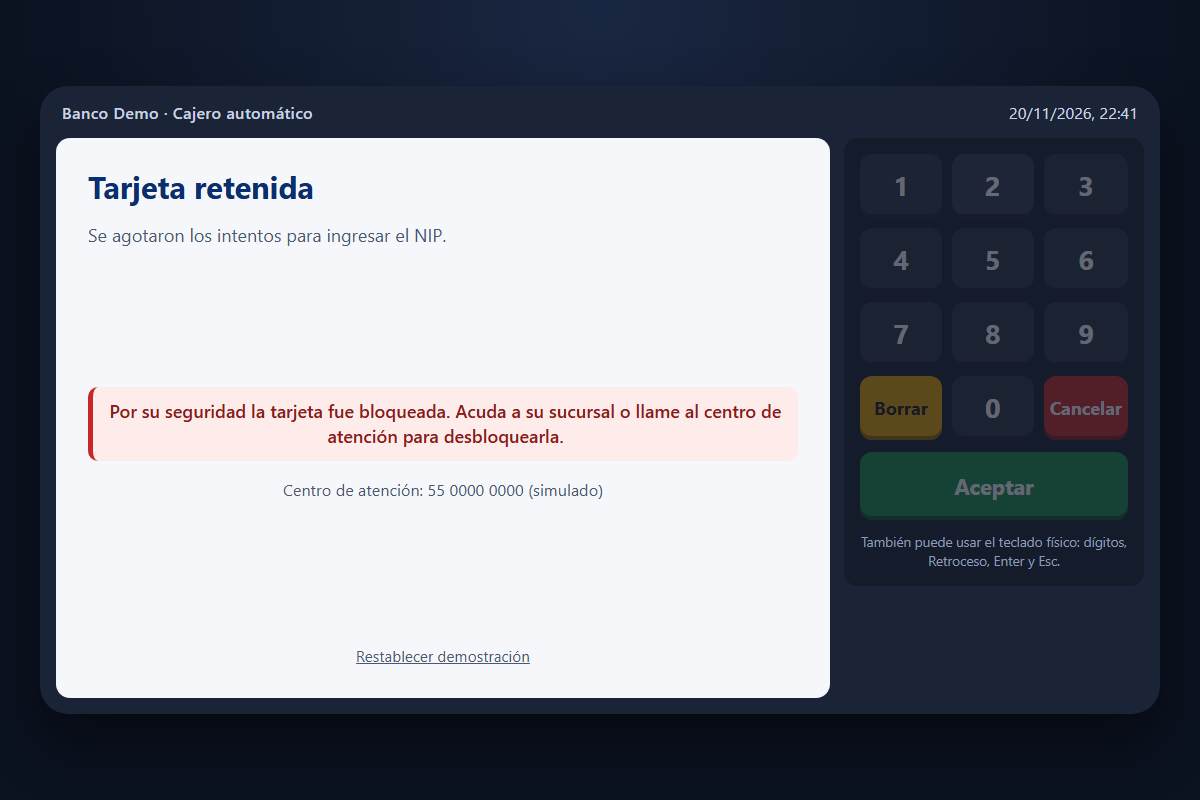 Banco Demo · Cajero automático
20/11/2026, 22:41
Tarjeta retenida
Se agotaron los intentos para ingresar el NIP.
Por su seguridad la tarjeta fue bloqueada. Acuda a su sucursal o llame al centro de
atención para desbloquearla.
Centro de atención: 55 0000 0000 (simulado)
Restablecer demostración
1 2 3
4 5 6
7 8 9
Borrar 0 Cancelar
Aceptar
También puede usar el teclado físico: dígitos,
Retroceso, Enter y Esc.